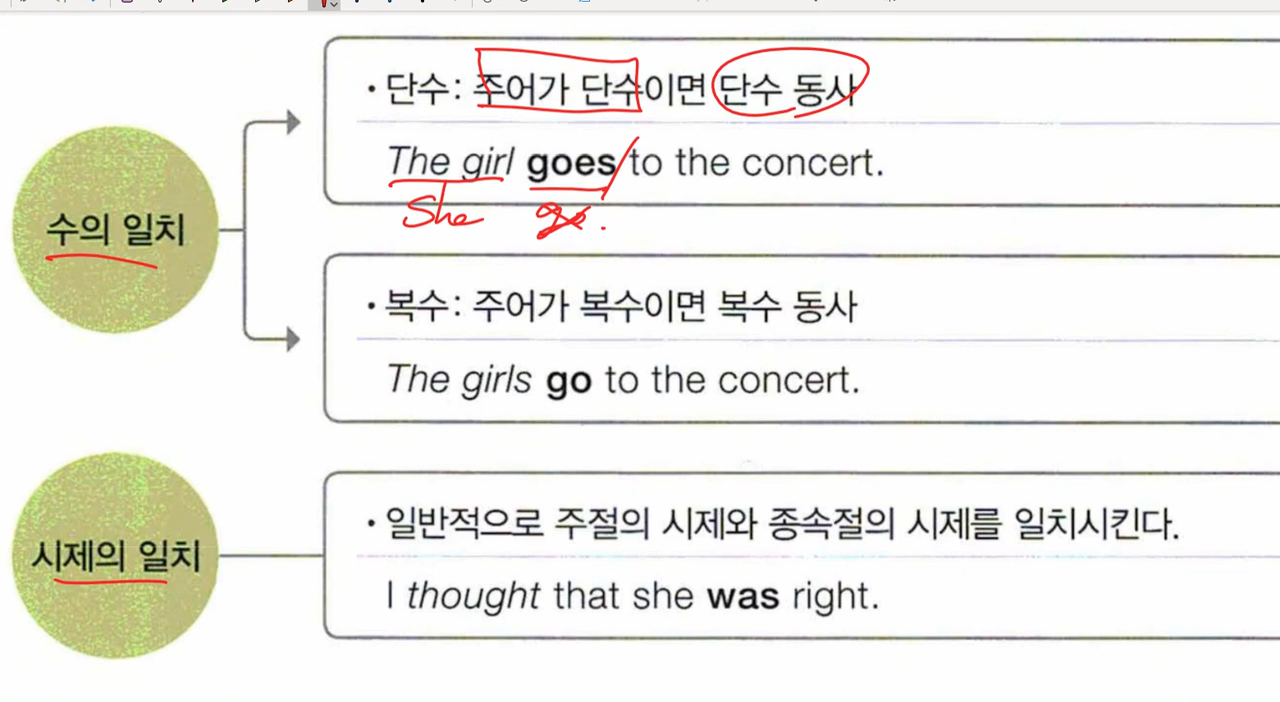 수의 일치
• 단수: 주어가 단수이면 단수 동사
The girl goes to the concert.
She go.
• 복수: 주어가 복수이면 복수 동사
The girls go to the concert.
시제의 일치
• 일반적으로 주절의 시제와 종속절의 시제를 일치시킨다.
I thought that she was right.